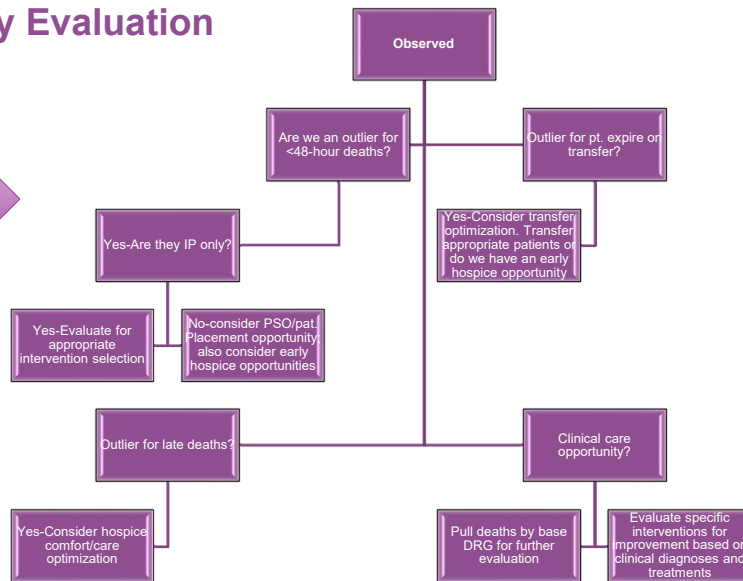 y Evaluation
Observed
Are we an outlier for
<48-hour deaths?
Outlier for pt. expire on
transfer?
Yes-Are they IP only?
Yes-Consider transfer
optimization. Transfer
appropriate patients or
do we have an early
hospice opportunity
Yes-Evaluate for
appropriate
intervention selection
No-consider PSO/pat.
Placement opportunity;
also consider early
hospice opportunities
Outlier for late deaths?
Clinical care
opportunity?
Yes-Consider hospice
comfort/care
optimization
Pull deaths by base
DRG for further
evaluation
Evaluate specific
interventions for
improvement based on
clinical diagnoses and
treatments